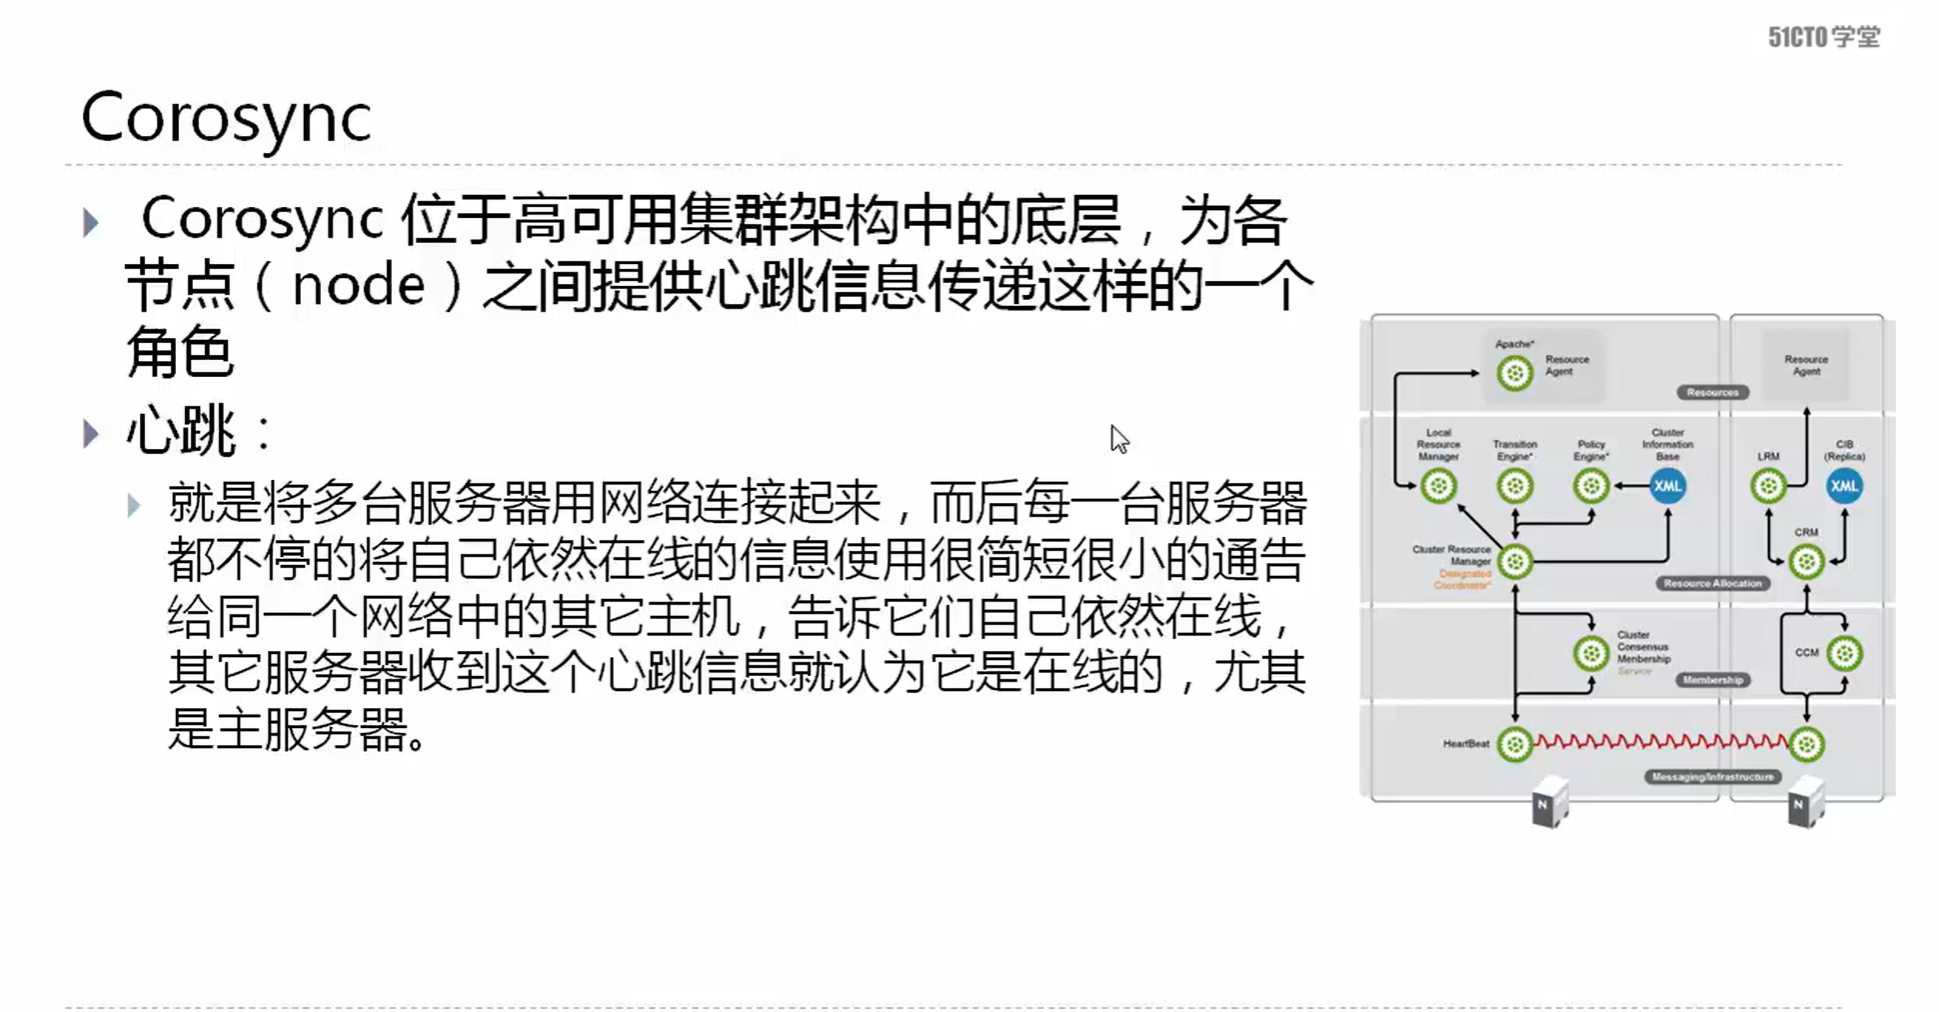 51CTO学堂
Corosync
Corosync 位于高可用集群架构中的底层，为各
节点（node）之间提供心跳信息传递这样的一个
角色
心跳：
就是将多台服务器用网络连接起来，而后每一台服务器
都不停的将自己依然在线的信息使用很简短很小的通告
给同一个网络中的其它主机，告诉它们自己依然在线，
其它服务器收到这个心跳信息就认为它是在线的，尤其
是主服务器。
Apache*
Resource
Agent
Resource
Agent
Resources
Local
Resource
Manager
Transition
Engine*
Policy
Engine*
Cluster
Information
Base
XML
LRM
CIB
(Replica)
XML
Cluster Resource
Manager
Designated
Coordinator*
CRM
Resource Allocation
Cluster
Consensus
Membership
Service
CCM
Membership
HeartBeat
Messaging/Infrastructure
N
N